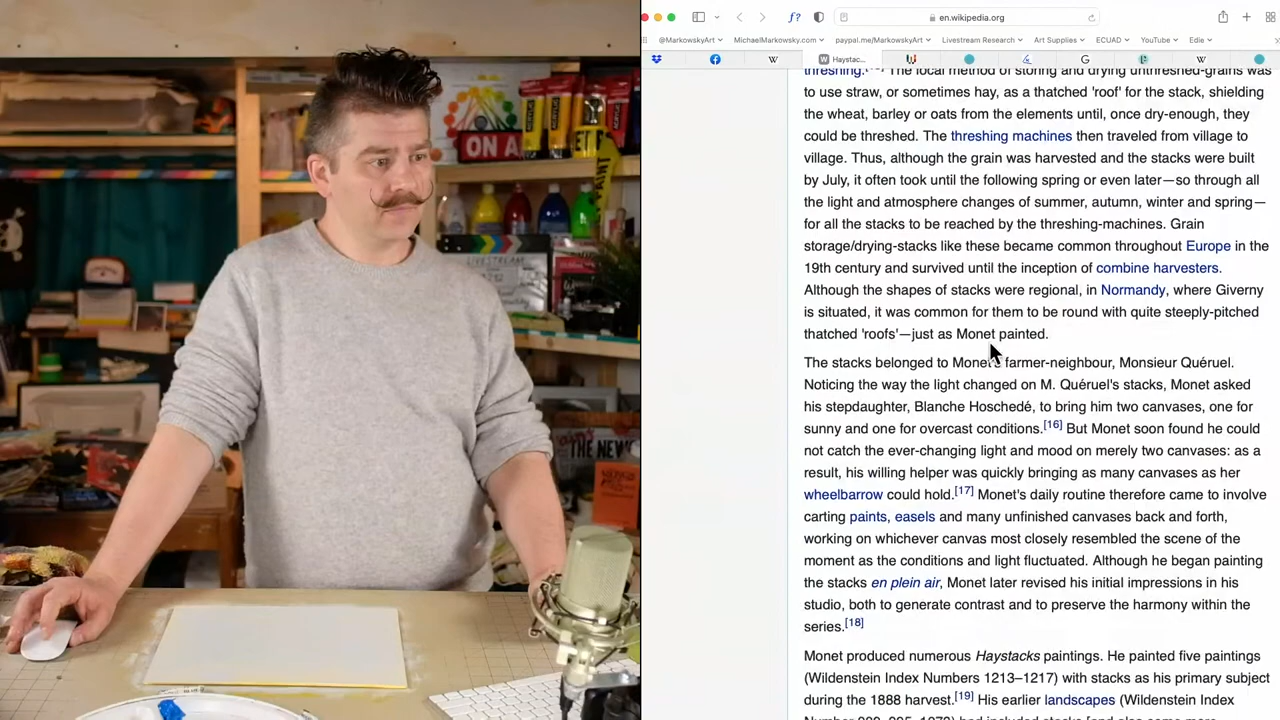 ON A
LIVESTREAM
THE NEW
en.wikipedia.org
@MarkowskyArt
MichaelMarkowsky.com
paypal.me/MarkowskyArt
Livestream Research
Art Supplies
ECUAD
YouTube
Edie
Haystac...
threshing. The local method of storing and drying unthreshed-grains was
to use straw, or sometimes hay, as a thatched 'roof' for the stack, shielding
the wheat, barley or oats from the elements until, once dry-enough, they
could be threshed. The threshing machines then traveled from village to
village. Thus, although the grain was harvested and the stacks were built
by July, it often took until the following spring or even later—so through all
the light and atmosphere changes of summer, autumn, winter and spring—
for all the stacks to be reached by the threshing-machines. Grain
storage/drying-stacks like these became common throughout Europe in the
19th century and survived until the inception of combine harvesters.
Although the shapes of stacks were regional, in Normandy, where Giverny
is situated, it was common for them to be round with quite steeply-pitched
thatched 'roofs'—just as Monet painted.
The stacks belonged to Monet's farmer-neighbour, Monsieur Quéruel.
Noticing the way the light changed on M. Quéruel's stacks, Monet asked
his stepdaughter, Blanche Hoschedé, to bring him two canvases, one for
sunny and one for overcast conditions.[16] But Monet soon found he could
not catch the ever-changing light and mood on merely two canvases: as a
result, his willing helper was quickly bringing as many canvases as her
wheelbarrow could hold.[17] Monet's daily routine therefore came to involve
carting paints, easels and many unfinished canvases back and forth,
working on whichever canvas most closely resembled the scene of the
moment as the conditions and light fluctuated. Although he began painting
the stacks en plein air, Monet later revised his initial impressions in his
studio, both to generate contrast and to preserve the harmony within the
series.[18]
Monet produced numerous Haystacks paintings. He painted five paintings
(Wildenstein Index Numbers 1213–1217) with stacks as his primary subject
during the 1888 harvest.[19] His earlier landscapes (Wildenstein Index